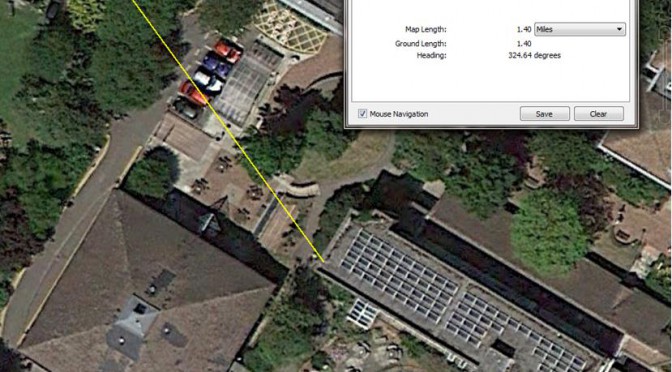 Map Length: 1.40 Miles
Ground Length: 1.40
Heading: 324.64 degrees
Mouse Navigation Save Clear